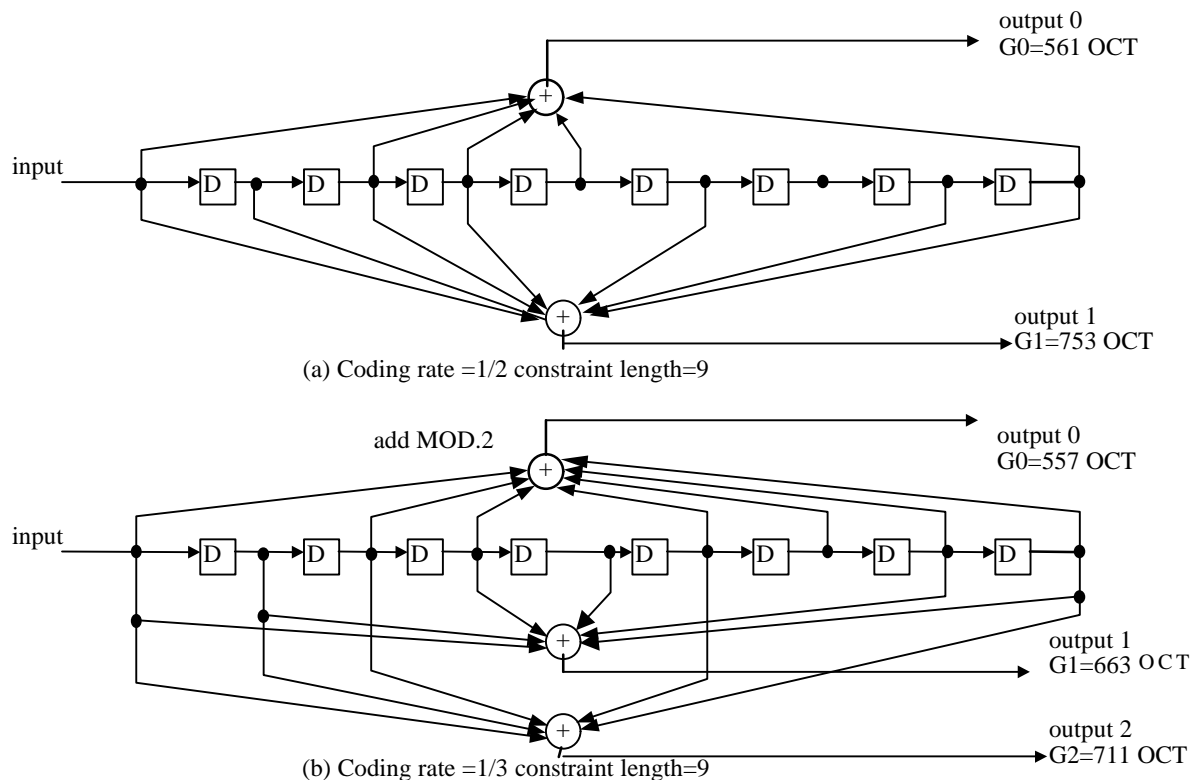 output 0
G0=561 OCT
+
input
D D D D D D D D
+
output 1
G1=753 OCT
(a) Coding rate =1/2 constraint length=9
add MOD.2
output 0
G0=557 OCT
+
input
D D D D D D D D
+
output 1
G1=663 OCT
+
output 2
G2=711 OCT
(b) Coding rate =1/3 constraint length=9